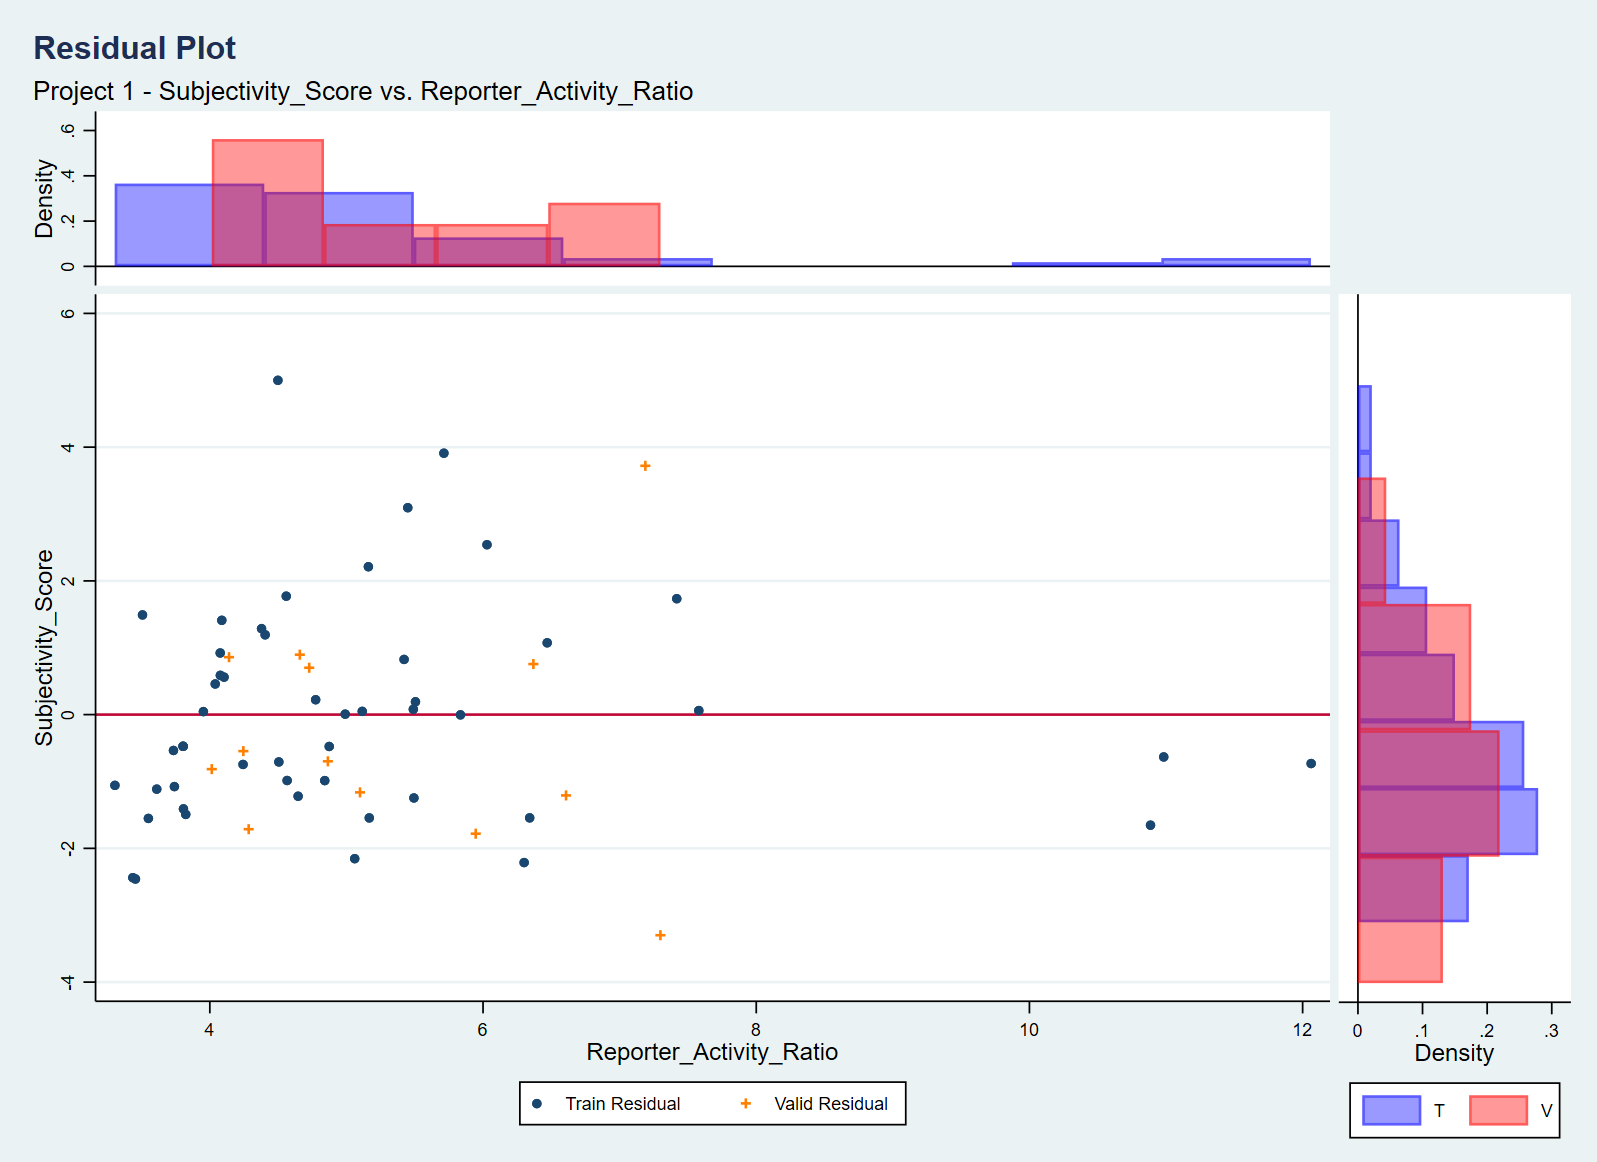 Residual Plot
Project 1 - Subjectivity_Score vs. Reporter_Activity_Ratio
Density
.6
.4
.2
0
Subjectivity_Score
6
4
2
0
-2
-4
4 6 8 10 12
Reporter_Activity_Ratio
0 .1 .2 .3
Density
Train Residual Valid Residual
T V